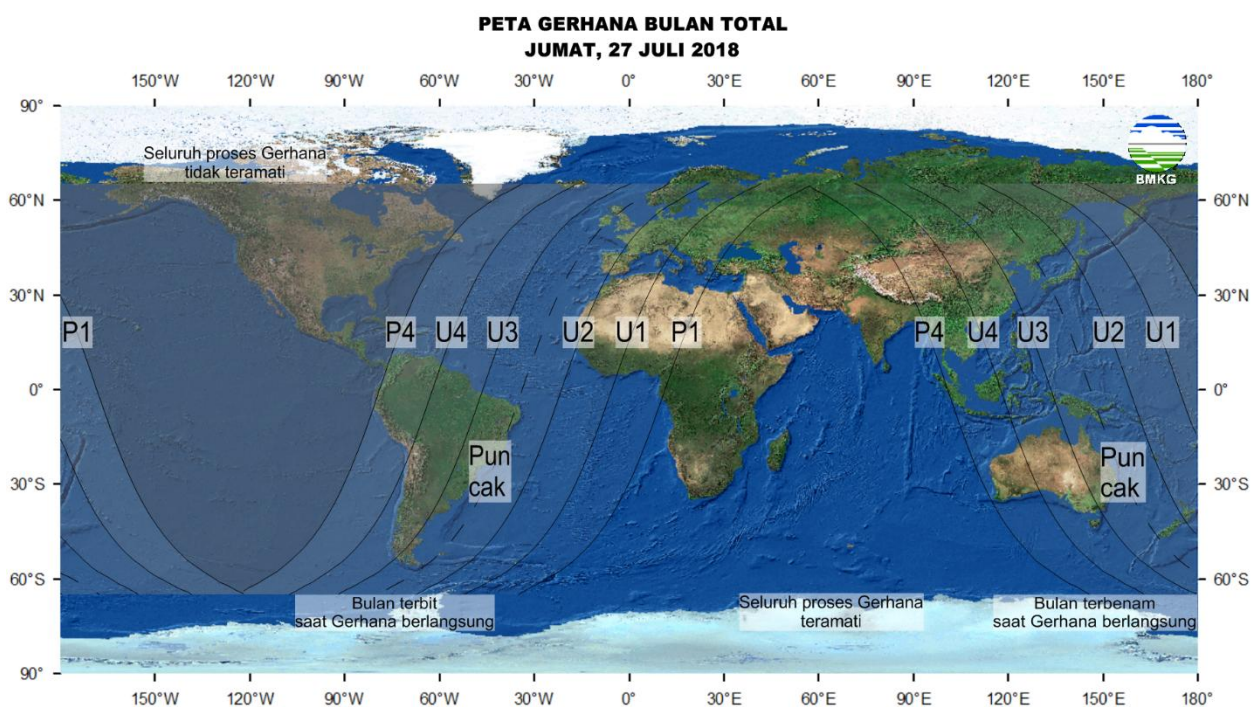 PETA GERHANA BULAN TOTAL
JUMAT, 27 JULI 2018
150°W 120°W 90°W 60°W 30°W 0° 30°E 60°E 90°E 120°E 150°E 180°
90°
BMKG
Seluruh proses Gerhana
tidak teramati
60°N 60°N
30°N 30°N
P1 P4 U4 U3 U2 U1 P1 P4 U4 U3 U2 U1
0° 0°
Pun
cak
Pun
cak
30°S 30°S
60°S 60°S
Bulan terbit
saat Gerhana berlangsung
Seluruh proses Gerhana
teramati
Bulan terbenam
saat Gerhana berlangsung
90°
150°W 120°W 90°W 60°W 30°W 0° 30°E 60°E 90°E 120°E 150°E 180°